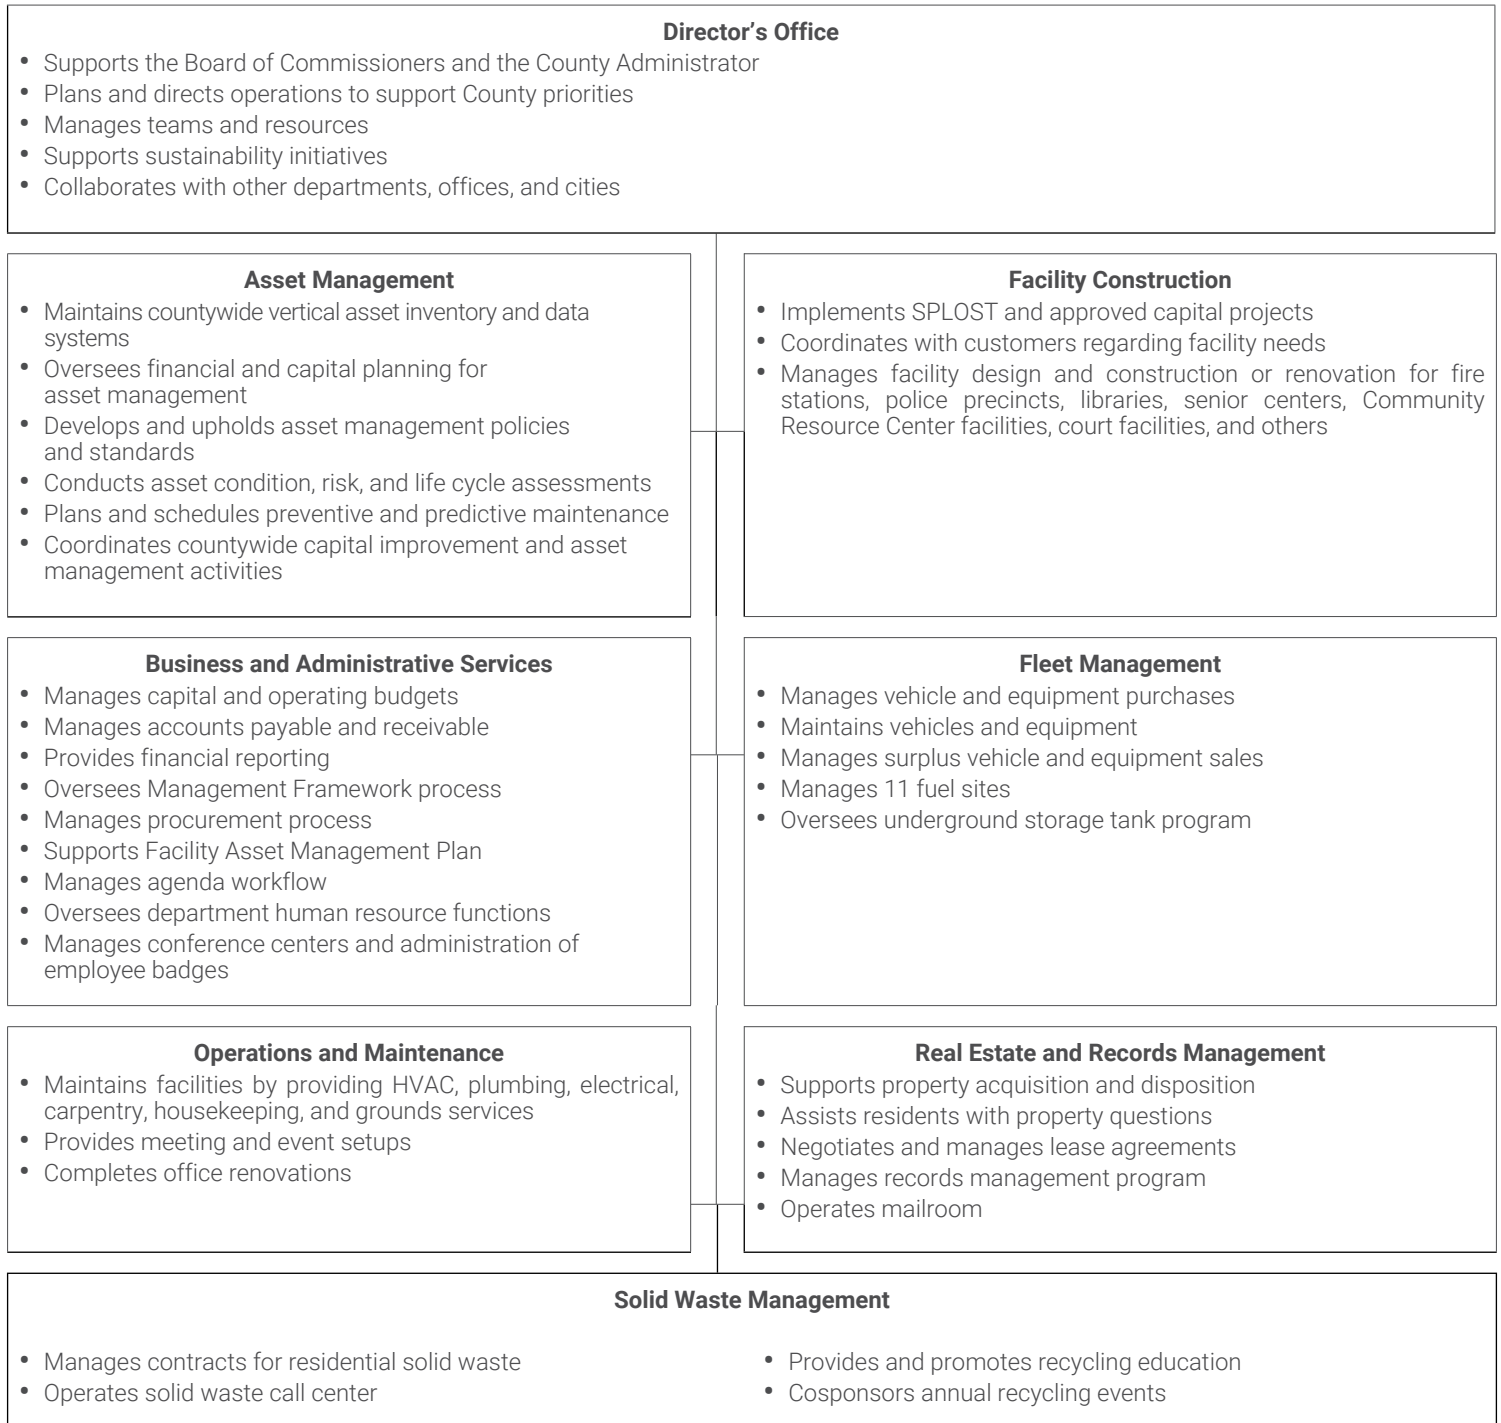 Director’s Office
• Supports the Board of Commissioners and the County Administrator
• Plans and directs operations to support County priorities
• Manages teams and resources
• Supports sustainability initiatives
• Collaborates with other departments, offices, and cities
Asset Management
• Maintains countywide vertical asset inventory and data
systems
• Oversees financial and capital planning for
asset management
• Develops and upholds asset management policies
and standards
• Conducts asset condition, risk, and life cycle assessments
• Plans and schedules preventive and predictive maintenance
• Coordinates countywide capital improvement and asset
management activities
Facility Construction
• Implements SPLOST and approved capital projects
• Coordinates with customers regarding facility needs
• Manages facility design and construction or renovation for fire
stations, police precincts, libraries, senior centers, Community
Resource Center facilities, court facilities, and others
Business and Administrative Services
• Manages capital and operating budgets
• Manages accounts payable and receivable
• Provides financial reporting
• Oversees Management Framework process
• Manages procurement process
• Supports Facility Asset Management Plan
• Manages agenda workflow
• Oversees department human resource functions
• Manages conference centers and administration of
employee badges
Fleet Management
• Manages vehicle and equipment purchases
• Maintains vehicles and equipment
• Manages surplus vehicle and equipment sales
• Manages 11 fuel sites
• Oversees underground storage tank program
Operations and Maintenance
• Maintains facilities by providing HVAC, plumbing, electrical,
carpentry, housekeeping, and grounds services
• Provides meeting and event setups
• Completes office renovations
Real Estate and Records Management
• Supports property acquisition and disposition
• Assists residents with property questions
• Negotiates and manages lease agreements
• Manages records management program
• Operates mailroom
Solid Waste Management
• Manages contracts for residential solid waste
• Operates solid waste call center
• Provides and promotes recycling education
• Cosponsors annual recycling events